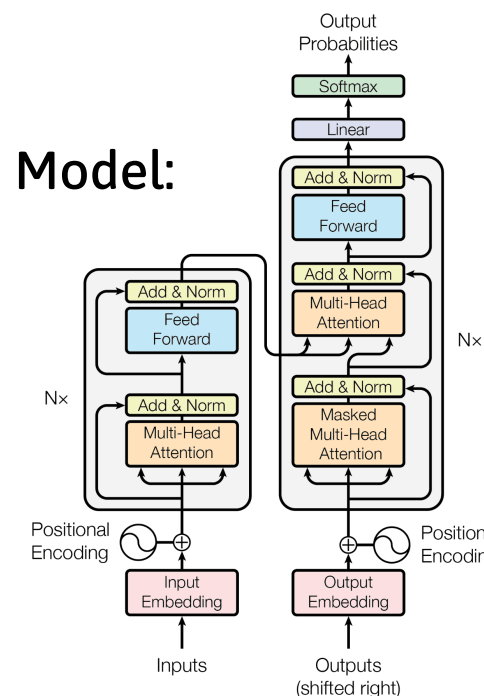 Output
Probabilities
Softmax
Linear
Model:
Add & Norm
Feed
Forward
Add & Norm
Multi-Head
Attention
Add & Norm
Masked
Multi-Head
Attention
N×
Add & Norm
Feed
Forward
Add & Norm
Multi-Head
Attention
N×
Positional
Encoding
Input
Embedding
Inputs
Position
Encodin
Output
Embedding
Outputs
(shifted right)